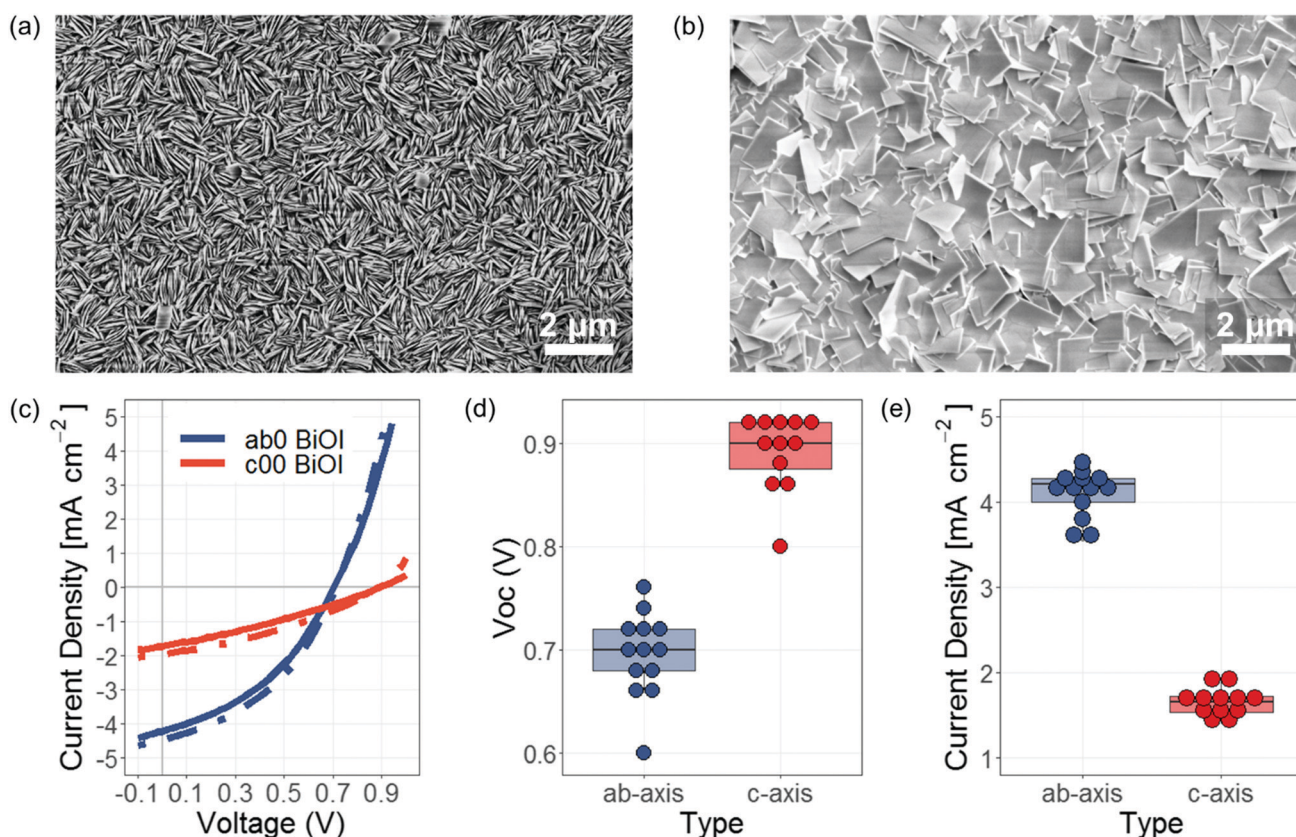 (a)
2 μm
(b)
2 μm
(c)
Current Density [mA cm⁻²]
5
4
3
2
1
0
-1
-2
-3
-4
-5
ab0 BiOI
c00 BiOI
-0.1 0.1 0.3 0.5 0.7 0.9
Voltage (V)
(d)
Voc (V)
0.9
0.8
0.7
0.6
ab-axis c-axis
Type
(e)
Current Density [mA cm⁻²]
5
4
3
2
1
ab-axis c-axis
Type